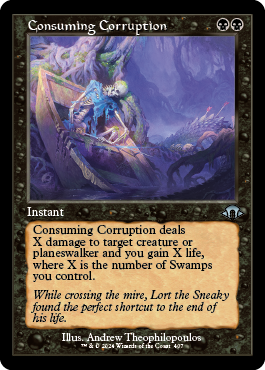 Consuming Corruption
Instant
Consuming Corruption deals
X damage to target creature or
planeswalker and you gain X life,
where X is the number of Swamps
you control.
While crossing the mire, Lort the Sneaky
found the perfect shortcut to the end of
his life.
Illus. Andrew Theophilopoulos
™ & © 2024 Wizards of the Coast 407